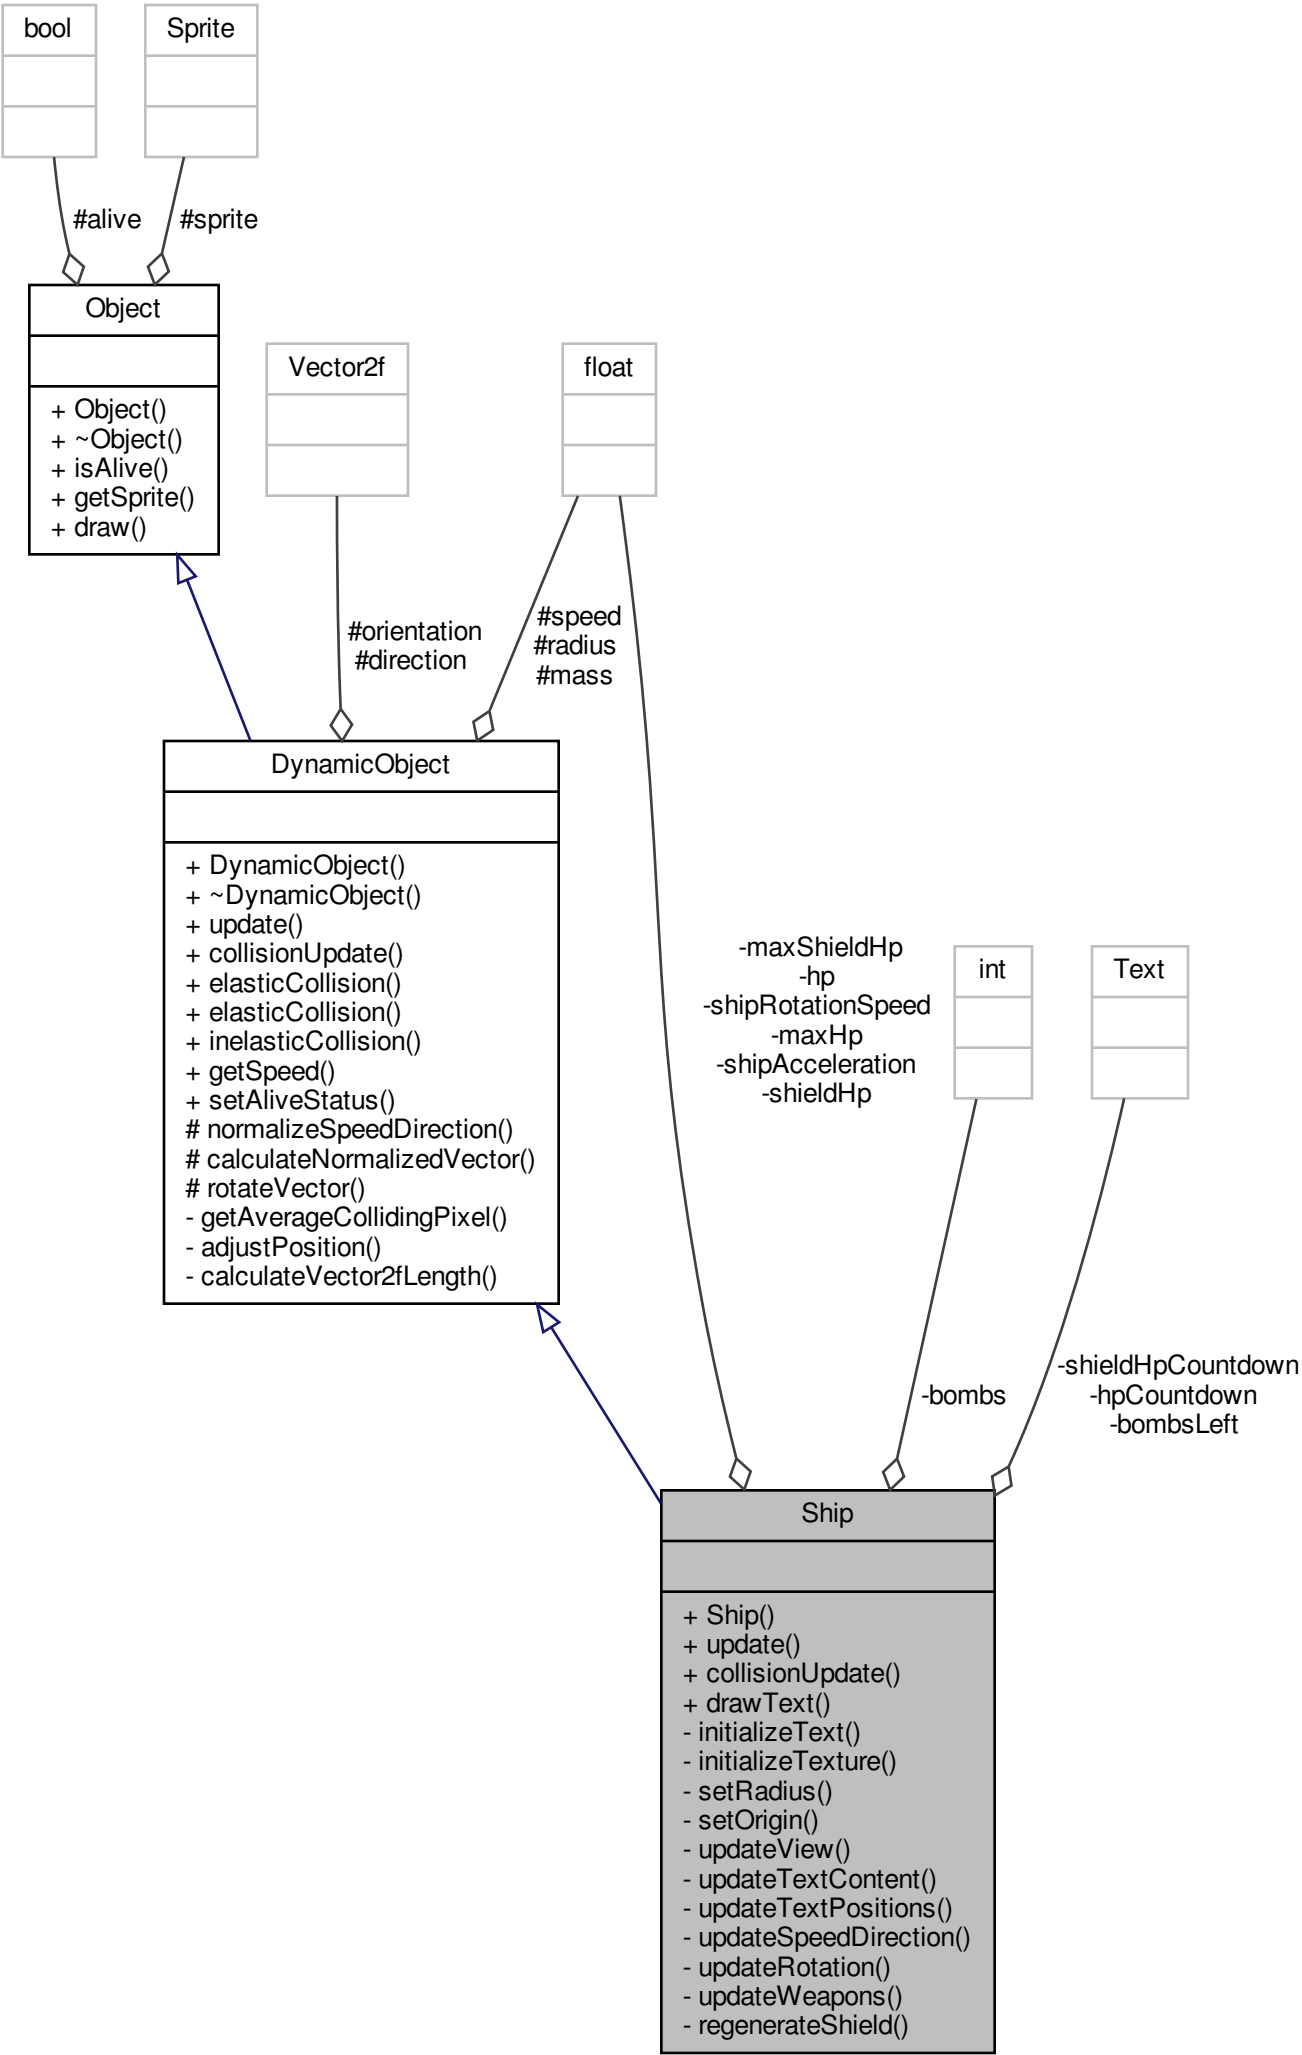 bool
Sprite
#alive
#sprite
Object
+ Object()
+ ~Object()
+ isAlive()
+ getSprite()
+ draw()
Vector2f
float
#orientation
#direction
#speed
#radius
#mass
DynamicObject
+ DynamicObject()
+ ~DynamicObject()
+ update()
+ collisionUpdate()
+ elasticCollision()
+ elasticCollision()
+ inelasticCollision()
+ getSpeed()
+ setAliveStatus()
# normalizeSpeedDirection()
# calculateNormalizedVector()
# rotateVector()
- getAverageCollidingPixel()
- adjustPosition()
- calculateVector2fLength()
-maxShieldHp
-hp
-shipRotationSpeed
-maxHp
-shipAcceleration
-shieldHp
int
Text
-bombs
-shieldHpCountdown
-hpCountdown
-bombsLeft
Ship
+ Ship()
+ update()
+ collisionUpdate()
+ drawText()
- initializeText()
- initializeTexture()
- setRadius()
- setOrigin()
- updateView()
- updateTextContent()
- updateTextPositions()
- updateSpeedDirection()
- updateRotation()
- updateWeapons()
- regenerateShield()